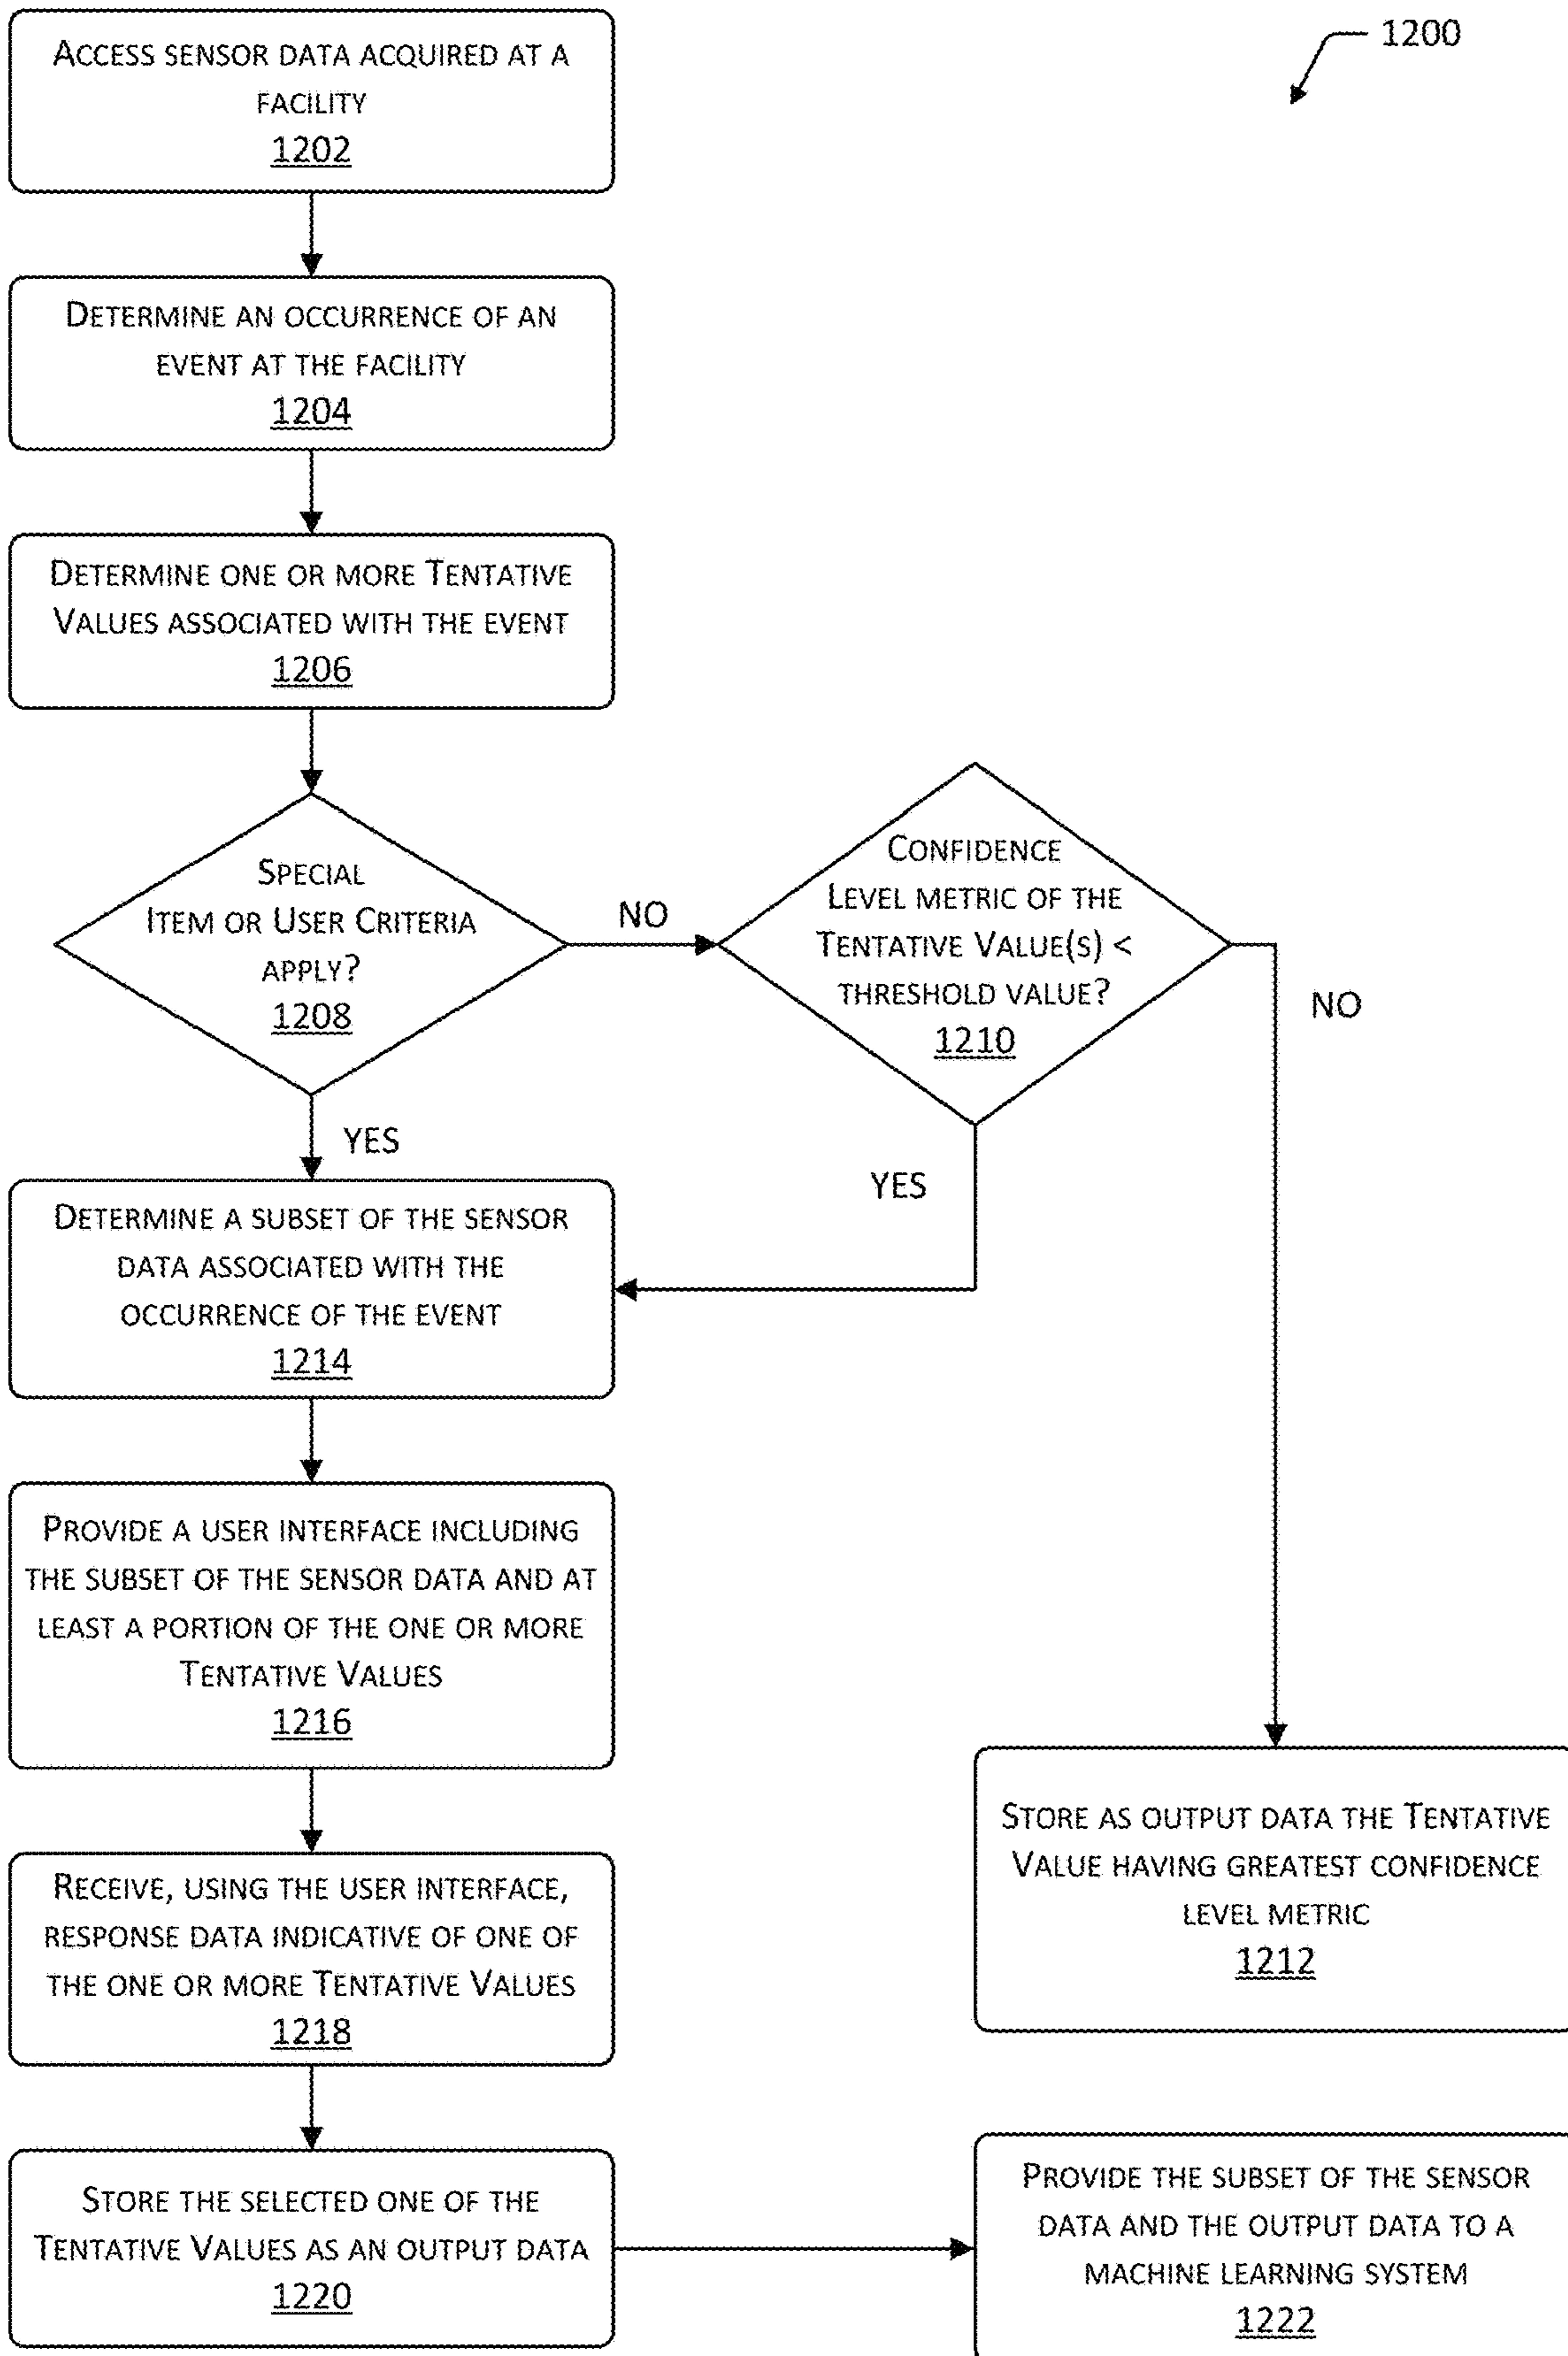 1200
ACCESS SENSOR DATA ACQUIRED AT A
FACILITY
1202
DETERMINE AN OCCURRENCE OF AN
EVENT AT THE FACILITY
1204
DETERMINE ONE OR MORE TENTATIVE
VALUES ASSOCIATED WITH THE EVENT
1206
SPECIAL
ITEM OR USER CRITERIA
APPLY?
1208
NO
CONFIDENCE
LEVEL METRIC OF THE
TENTATIVE VALUE(S) <
THRESHOLD VALUE?
1210
NO
YES
YES
DETERMINE A SUBSET OF THE SENSOR
DATA ASSOCIATED WITH THE
OCCURRENCE OF THE EVENT
1214
PROVIDE A USER INTERFACE INCLUDING
THE SUBSET OF THE SENSOR DATA AND AT
LEAST A PORTION OF THE ONE OR MORE
TENTATIVE VALUES
1216
STORE AS OUTPUT DATA THE TENTATIVE
VALUE HAVING GREATEST CONFIDENCE
LEVEL METRIC
1212
RECEIVE, USING THE USER INTERFACE,
RESPONSE DATA INDICATIVE OF ONE OF
THE ONE OR MORE TENTATIVE VALUES
1218
STORE THE SELECTED ONE OF THE
TENTATIVE VALUES AS AN OUTPUT DATA
1220
PROVIDE THE SUBSET OF THE SENSOR
DATA AND THE OUTPUT DATA TO A
MACHINE LEARNING SYSTEM
1222